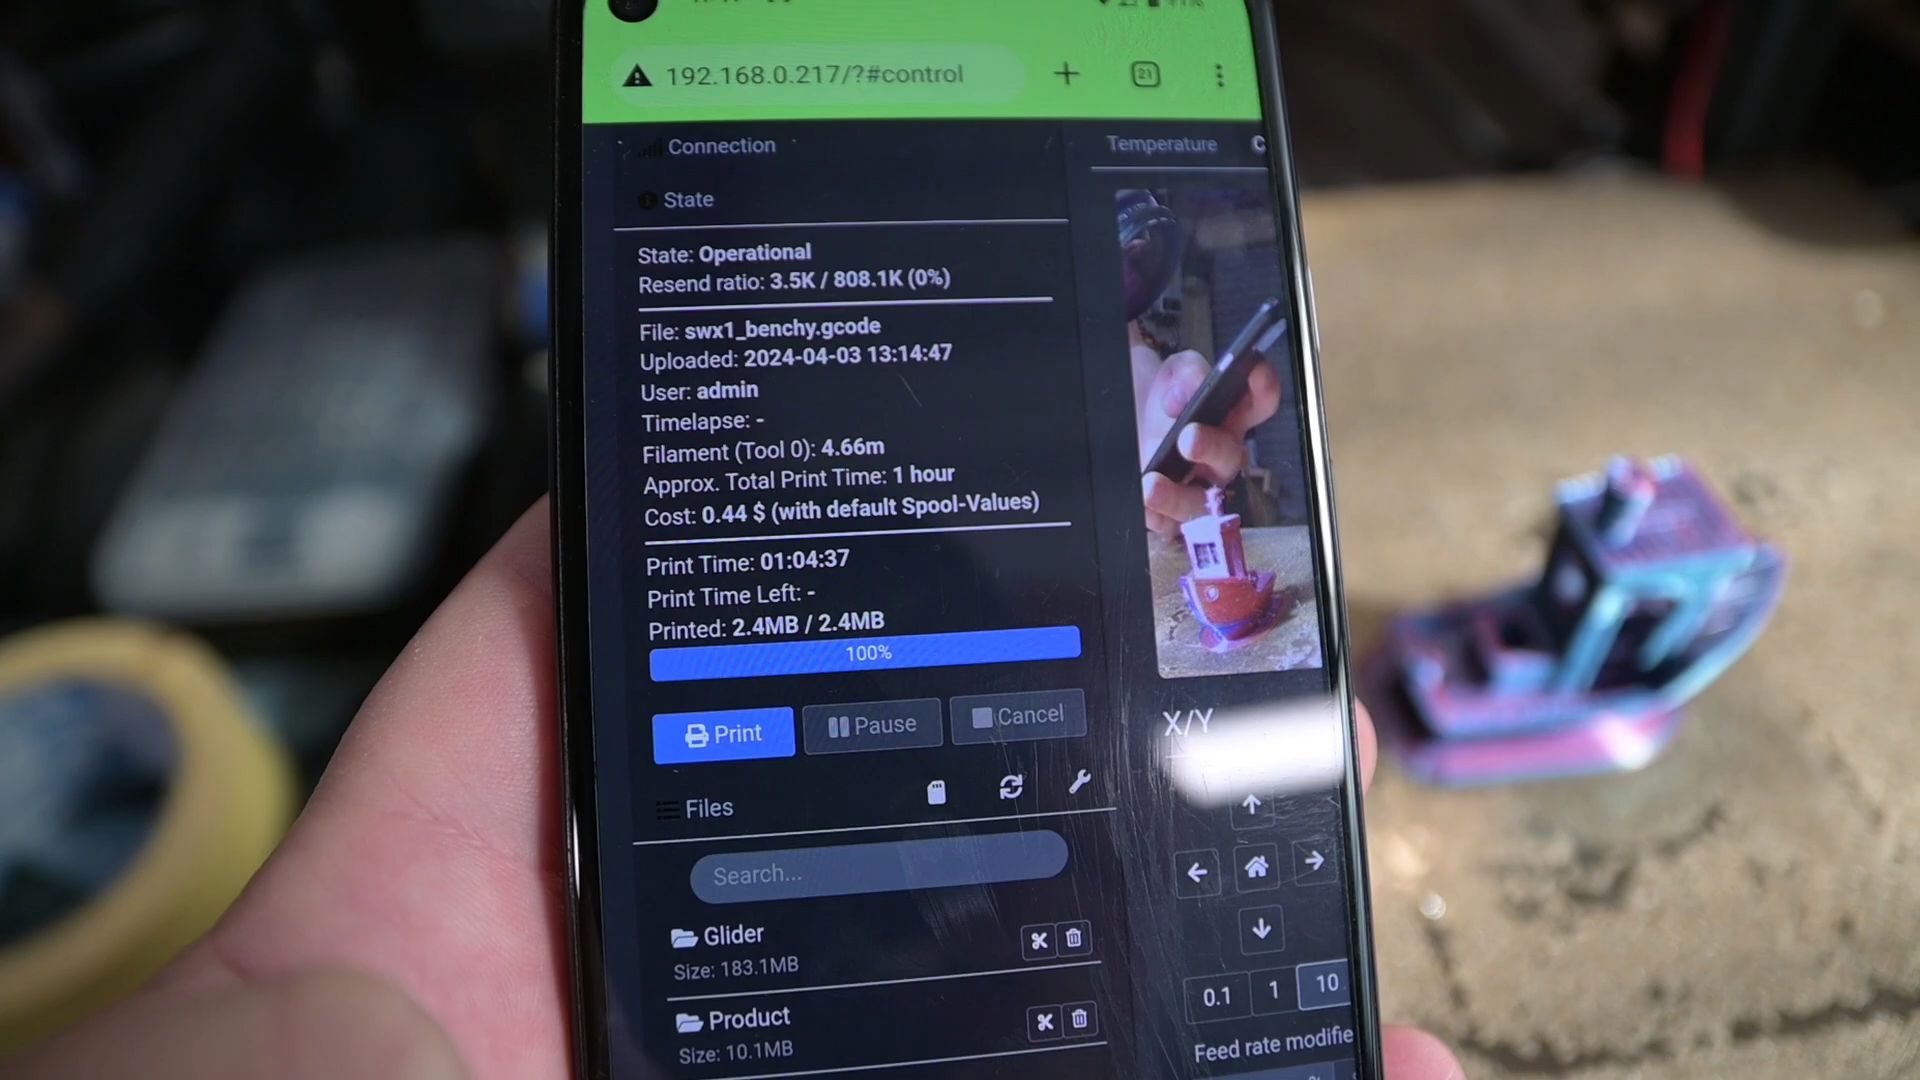 192.168.0.217/?#control
21
Connection
Temperature
C
State
State: Operational
Resend ratio: 3.5K / 808.1K (0%)
File: swx1_benchy.gcode
Uploaded: 2024-04-03 13:14:47
User: admin
Timelapse: -
Filament (Tool 0): 4.66m
Approx. Total Print Time: 1 hour
Cost: 0.44 $ (with default Spool-Values)
Print Time: 01:04:37
Print Time Left: -
Printed: 2.4MB / 2.4MB
100%
Print
Pause
Cancel
X/Y
Files
Search...
Glider
Size: 183.1MB
Product
Size: 10.1MB
0.1
1
10
Feed rate modifie